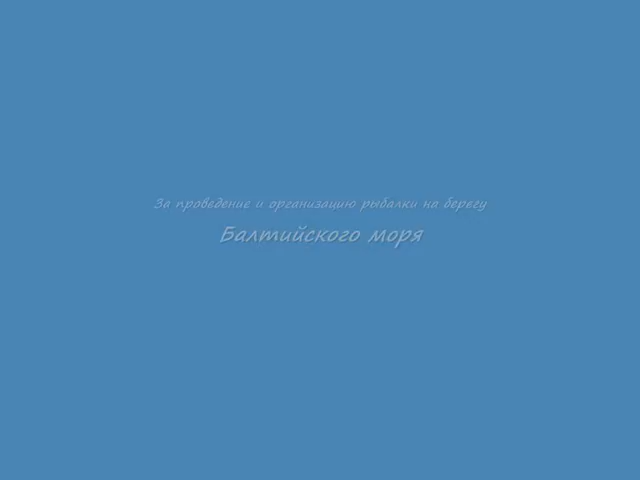 За проведение и организацию рыбалки на берегу
Балтийского моря